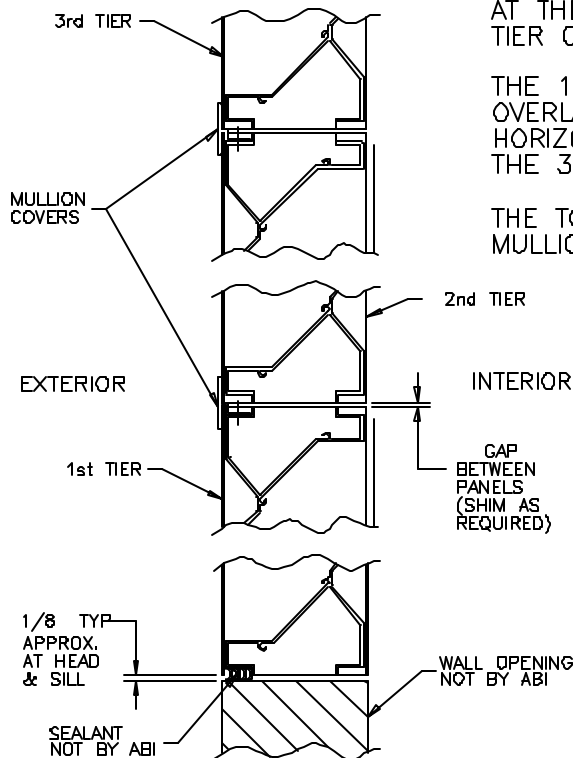 3rd TIER
AT TH
TIER
THE 1
OVERL
HORIZ
THE 3
THE T
MULLI
MULLION
COVERS
2nd TIER
EXTERIOR
INTERIOR
1st TIER
GAP
BETWEEN
PANELS
(SHIM AS
REQUIRED)
1/8 TYP
APPROX.
AT HEAD
& SILL
WALL OPENING
NOT BY ABI
SEALANT
NOT BY ABI